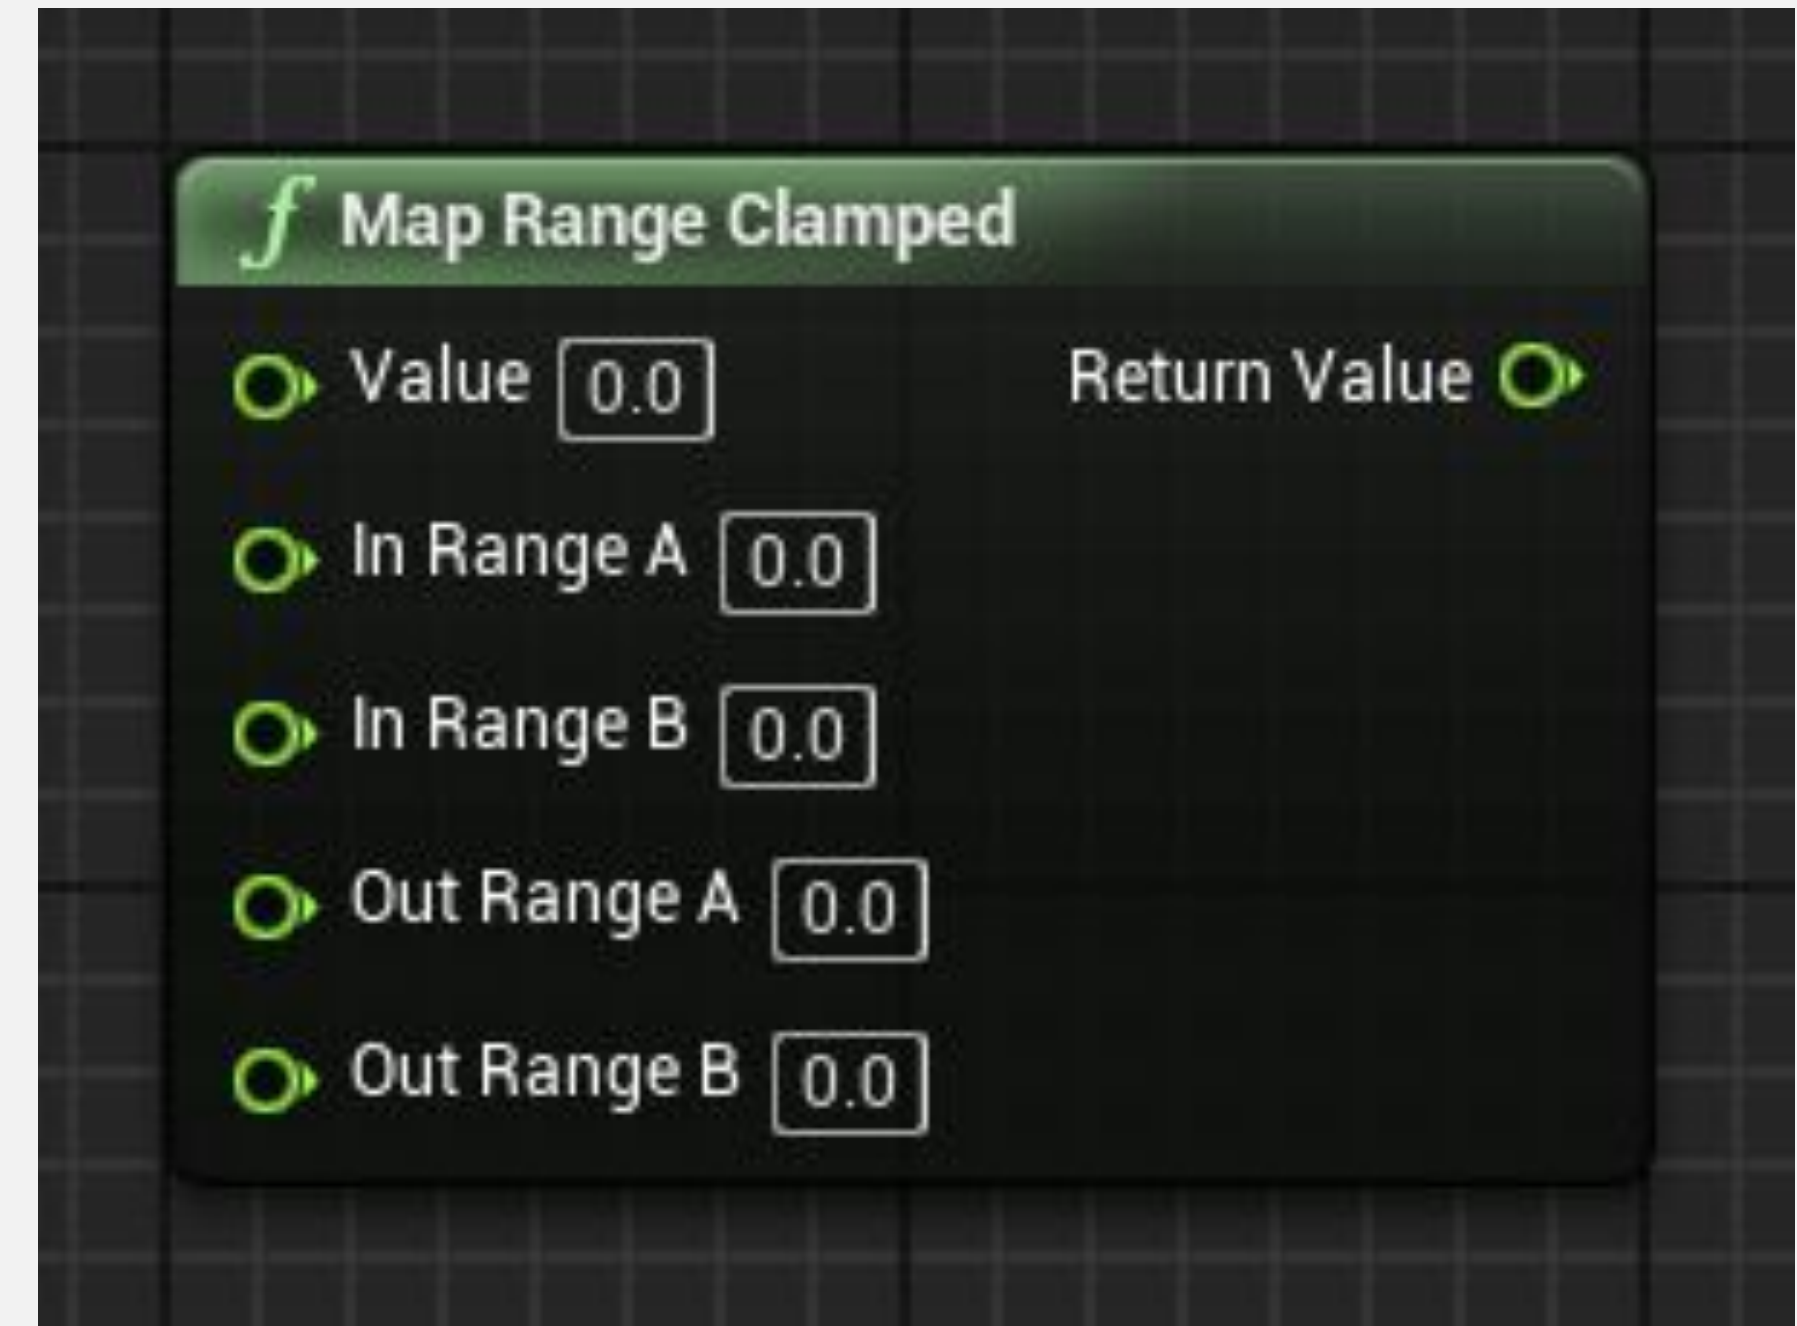 f Map Range Clamped
Value 0.0 Return Value
In Range A 0.0
In Range B 0.0
Out Range A 0.0
Out Range B 0.0